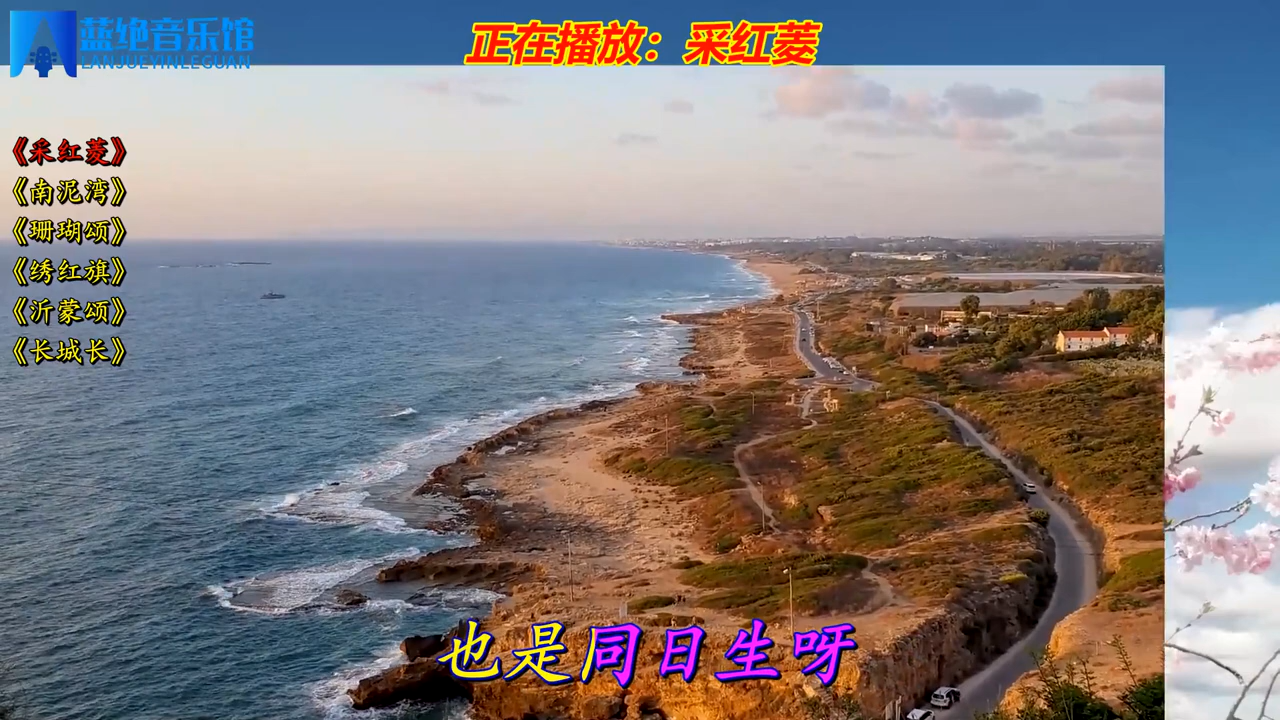 蓝绝音乐馆
LANJUEYINLEGUAN
正在播放：采红菱
《采红菱》
《南泥湾》
《珊瑚颂》
《绣红旗》
《沂蒙颂》
《长城长》
也是同日生呀